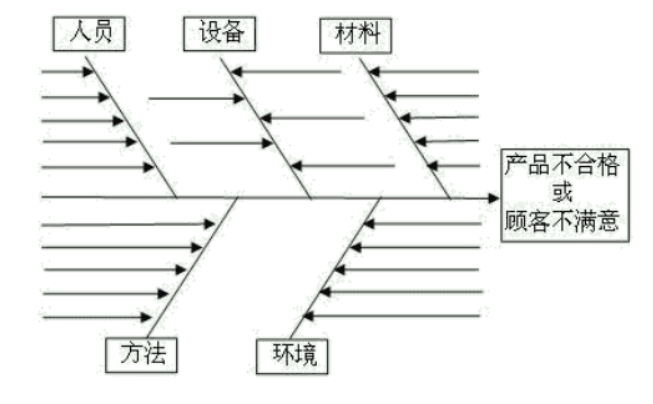 人员
设备
材料
产品不合格
或
顾客不满意
方法
环境